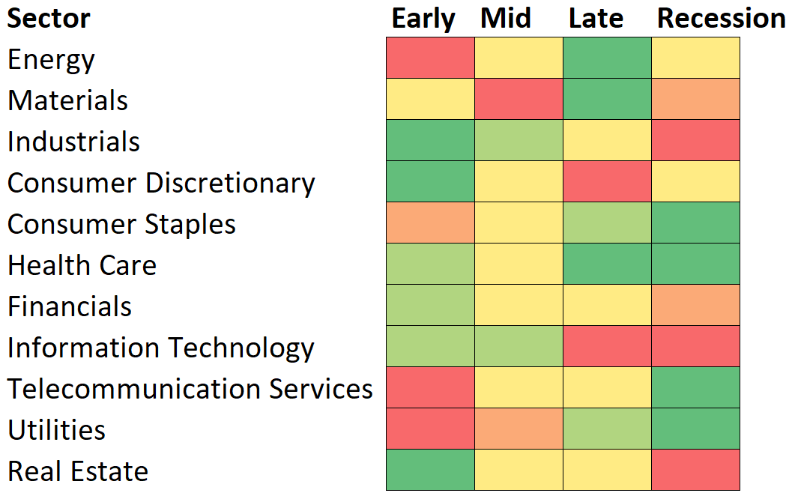 Sector Early Mid Late Recession
Energy
Materials
Industrials
Consumer Discretionary
Consumer Staples
Health Care
Financials
Information Technology
Telecommunication Services
Utilities
Real Estate